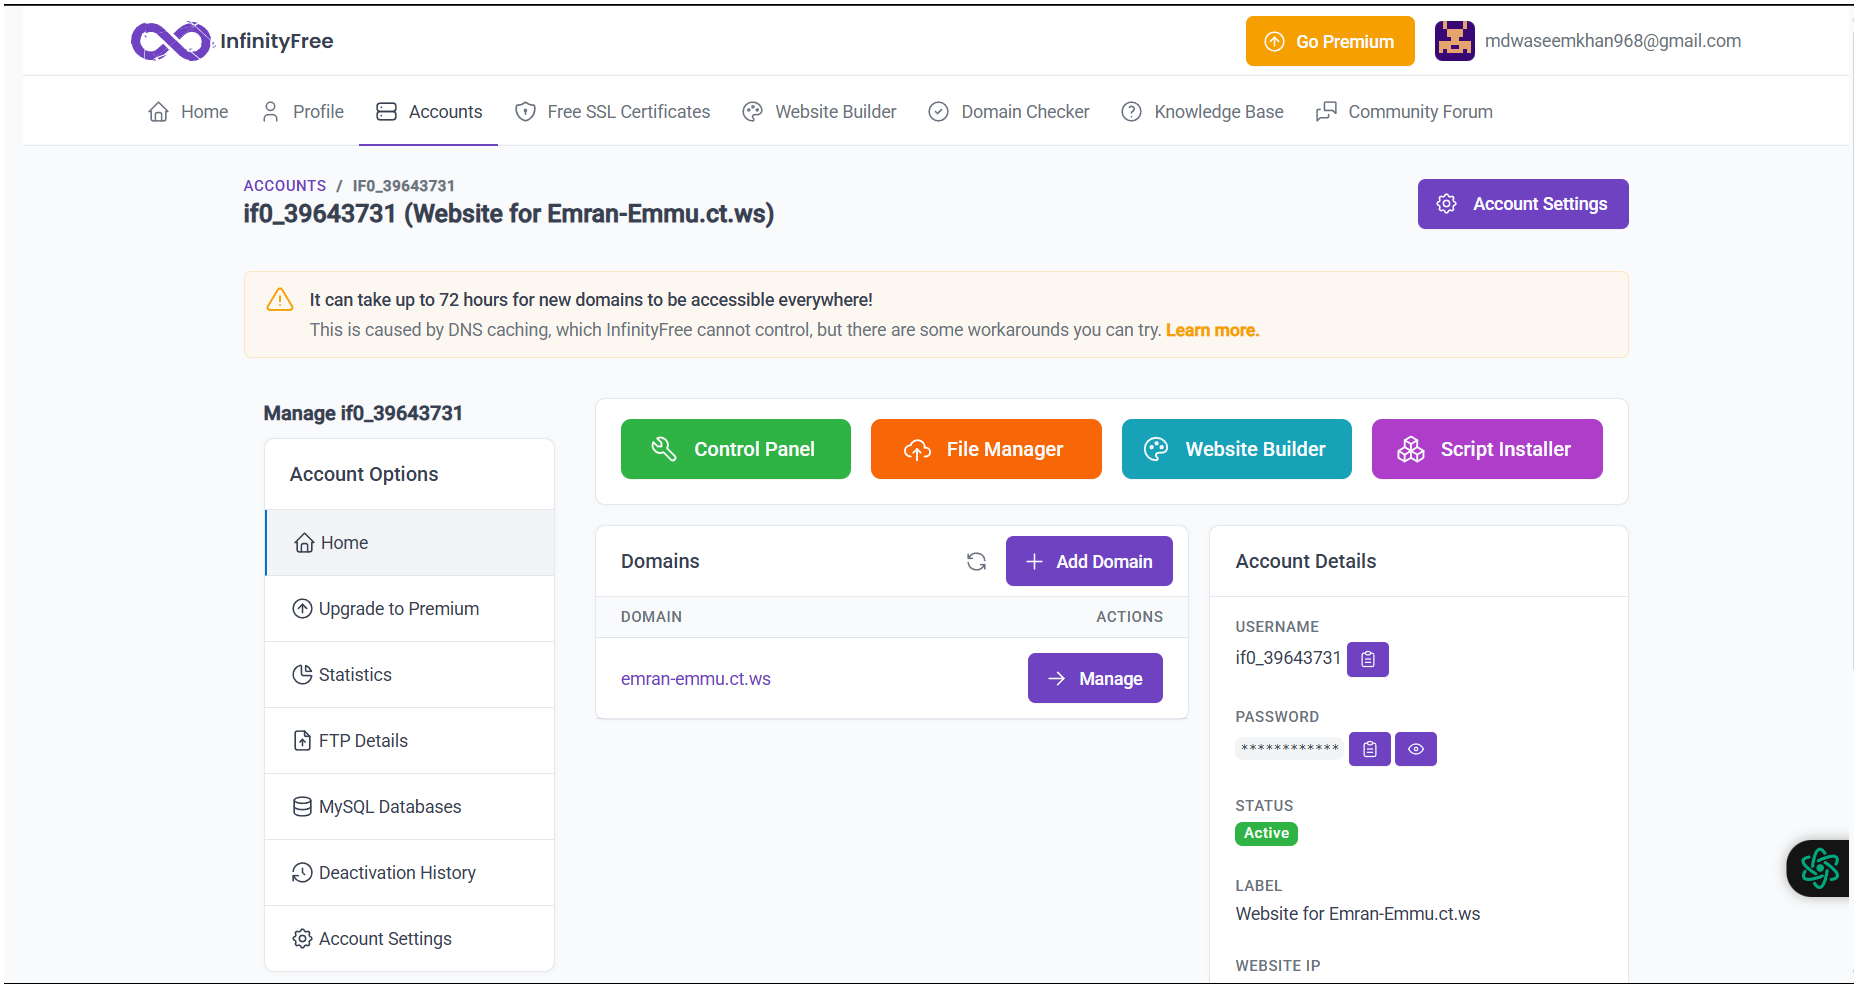 InfinityFree
Go Premium
mdwaseemkhan968@gmail.com
Home
Profile
Accounts
Free SSL Certificates
Website Builder
Domain Checker
Knowledge Base
Community Forum
ACCOUNTS / IF0_39643731
if0_39643731 (Website for Emran-Emmu.ct.ws)
Account Settings
It can take up to 72 hours for new domains to be accessible everywhere!
This is caused by DNS caching, which InfinityFree cannot control, but there are some workarounds you can try. Learn more.
Manage if0_39643731
Account Options
Home
Upgrade to Premium
Statistics
FTP Details
MySQL Databases
Deactivation History
Account Settings
Control Panel
File Manager
Website Builder
Script Installer
Domains
Add Domain
DOMAIN
ACTIONS
emran-emmu.ct.ws
Manage
Account Details
USERNAME
if0_39643731
PASSWORD
************
STATUS
Active
LABEL
Website for Emran-Emmu.ct.ws
WEBSITE IP